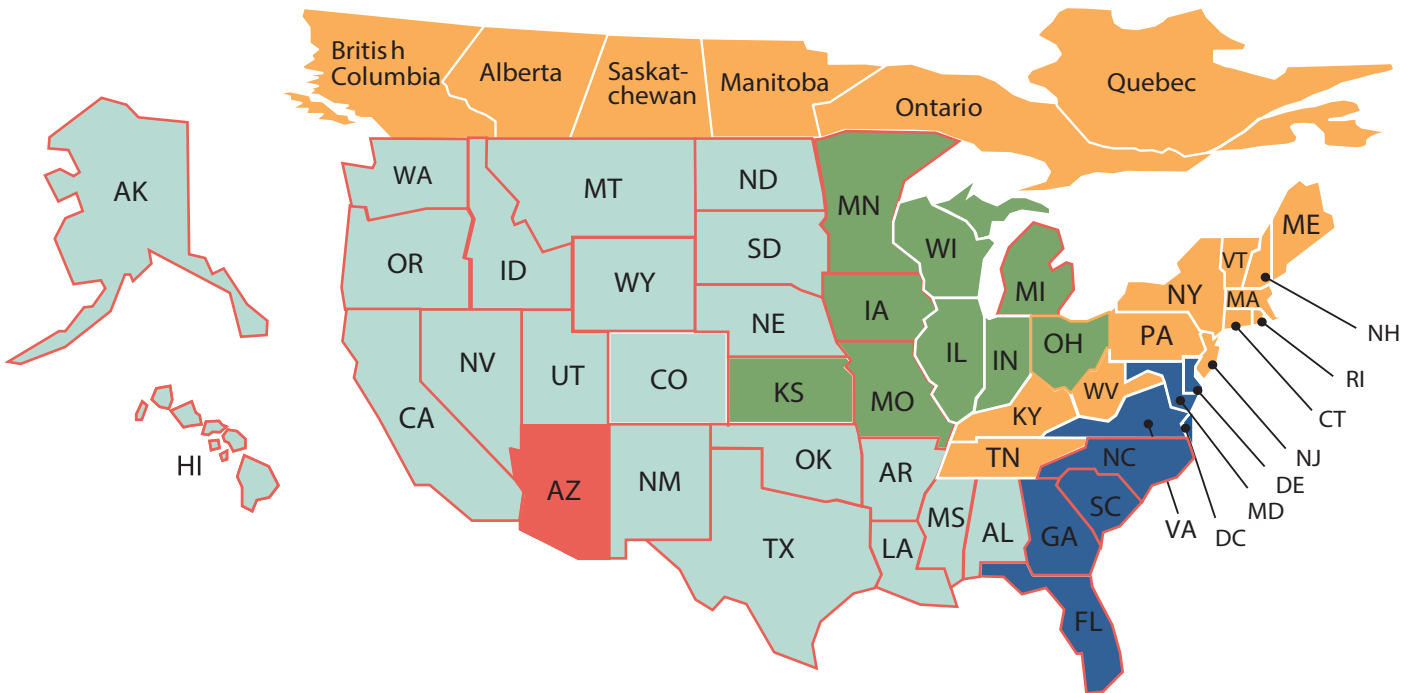 British
Columbia
Alberta
Saskat-
chewan
Manitoba
Ontario
Quebec
AK
WA
MT
ND
MN
ME
OR
ID
WY
SD
WI
VT
NY
MA
NH
MI
IA
NE
NV
UT
CO
KS
MO
IL
IN
OH
PA
RI
CT
CA
HI
KY
WV
NJ
AZ
NM
OK
AR
TN
NC
DE
MD
MS
AL
GA
SC
VA
DC
TX
LA
FL